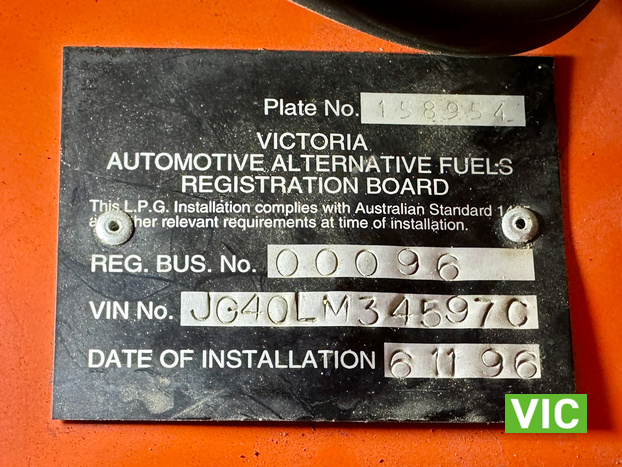 Plate No. 158954
VICTORIA
AUTOMOTIVE ALTERNATIVE FUELS
REGISTRATION BOARD
This L.P.G. Installation complies with Australian Standard
relevant requirements at time of installation.
REG. BUS. No. 00096
VIN No. JG40LM34597C
DATE OF INSTALLATION 6 11 96
VIC